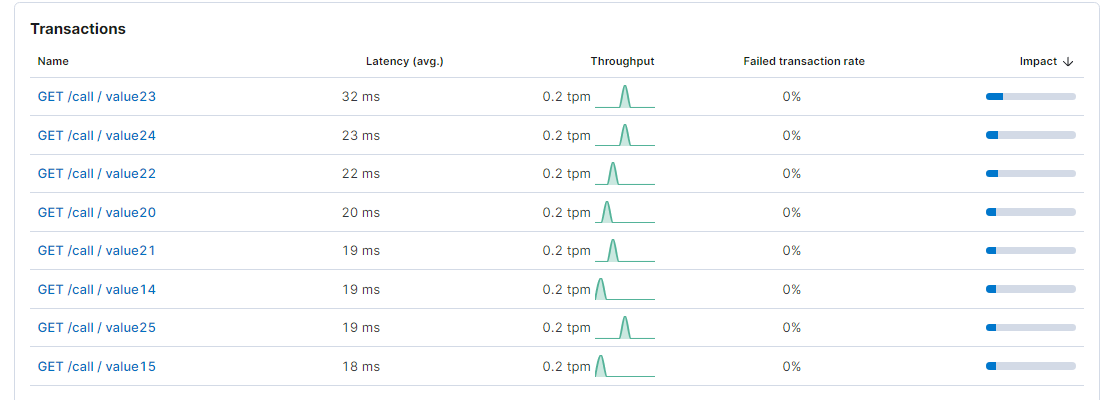 Transactions
Name Latency (avg.) Throughput Failed transaction rate Impact
GET /call / value23 32 ms 0.2 tpm 0%
GET /call / value24 23 ms 0.2 tpm 0%
GET /call / value22 22 ms 0.2 tpm 0%
GET /call / value20 20 ms 0.2 tpm 0%
GET /call / value21 19 ms 0.2 tpm 0%
GET /call / value14 19 ms 0.2 tpm 0%
GET /call / value25 19 ms 0.2 tpm 0%
GET /call / value15 18 ms 0.2 tpm 0%